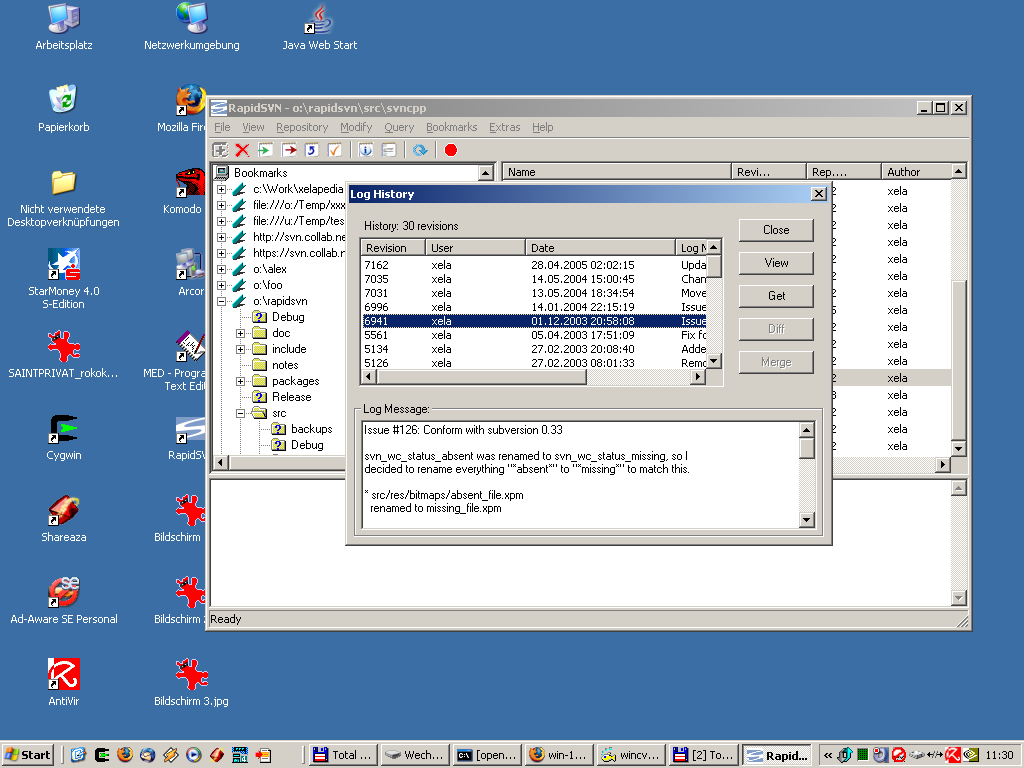 Arbeitsplatz
Netzwerkumgebung
Java Web Start
Papierkorb
Mozilla Fire
Nicht verwendete
Desktopverknüpfungen
Komodo
StarMoney 4.0
S-Edition
Arcor
SAINTPRIVAT_rokok...
MED - Progra
Text Edi
Cygwin
RapidSV
Shareaza
Bildschirm
Ad-Aware SE Personal
Bildschirm
AntiVir
Bildschirm 3.jpg
RapidSVN - o:\rapidsvn\src\svncpp
File View Repository Modify Query Bookmarks Extras Help
Bookmarks
c:\Work\xelapedia
file:///o:/Temp/xxx
file:///u:/Temp/tes
http://svn.collab.ne
https://svn.collab.r
o:\alex
o:\foo
o:\rapidsvn
Debug
doc
include
notes
packages
Release
src
backups
Debug
Name Revi... Rep.... Author
2 xela
2 xela
2 xela
2 xela
2 xela
2 xela
2 xela
2 xela
2 xela
2 xela
2 xela
2 xela
3 xela
3 xela
2 xela
2 xela
2 xela
Ready
Log History
History: 30 revisions
Revision User Date Log M
7162 xela 28.04.2005 02:02:15 Upda
7035 xela 14.05.2004 15:00:45 Chan
7031 xela 13.05.2004 18:34:54 Move
6996 xela 14.01.2004 22:15:19 Issue
6941 xela 01.12.2003 20:58:08 Issue
5561 xela 05.04.2003 17:51:09 Fix fo
5134 xela 27.02.2003 20:08:40 Adde
5126 xela 27.02.2003 08:01:33 Remo
Close
View
Get
Diff
Merge
Log Message:
Issue #126: Conform with subversion 0.33
svn_wc_status_absent was renamed to svn_wc_status_missing, so I
decided to rename everything "*absent*" to "*missing*" to match this.
* src/res/bitmaps/absent_file.xpm
renamed to missing_file.xpm
Start
Total ...
Wech...
[open...
win-1...
wincv...
[2] To...
Rapid...
11:30